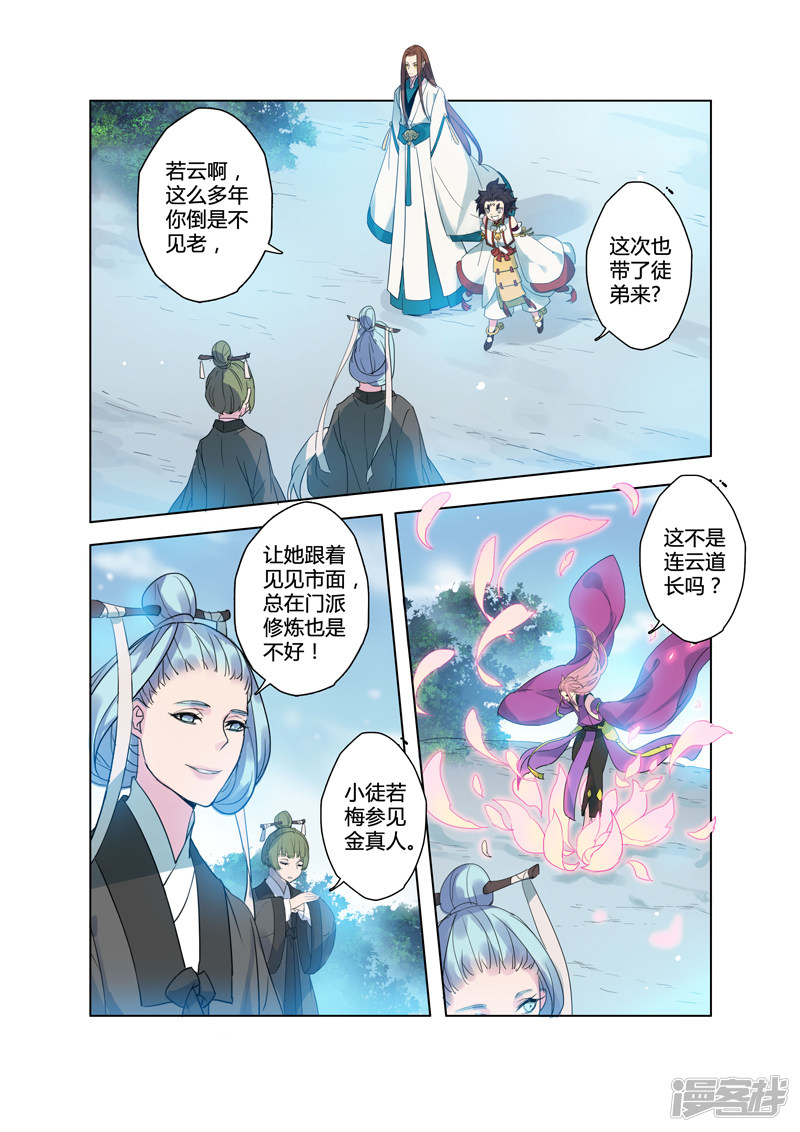 若云啊，
这么多年
你倒是不
见老，
这次也
带了徒
弟来？
让她跟着
见见市面，
总在门派
修炼也是
不好！
小徒若
梅参见
金真人。
这不是
连云道
长吗？
漫客栈